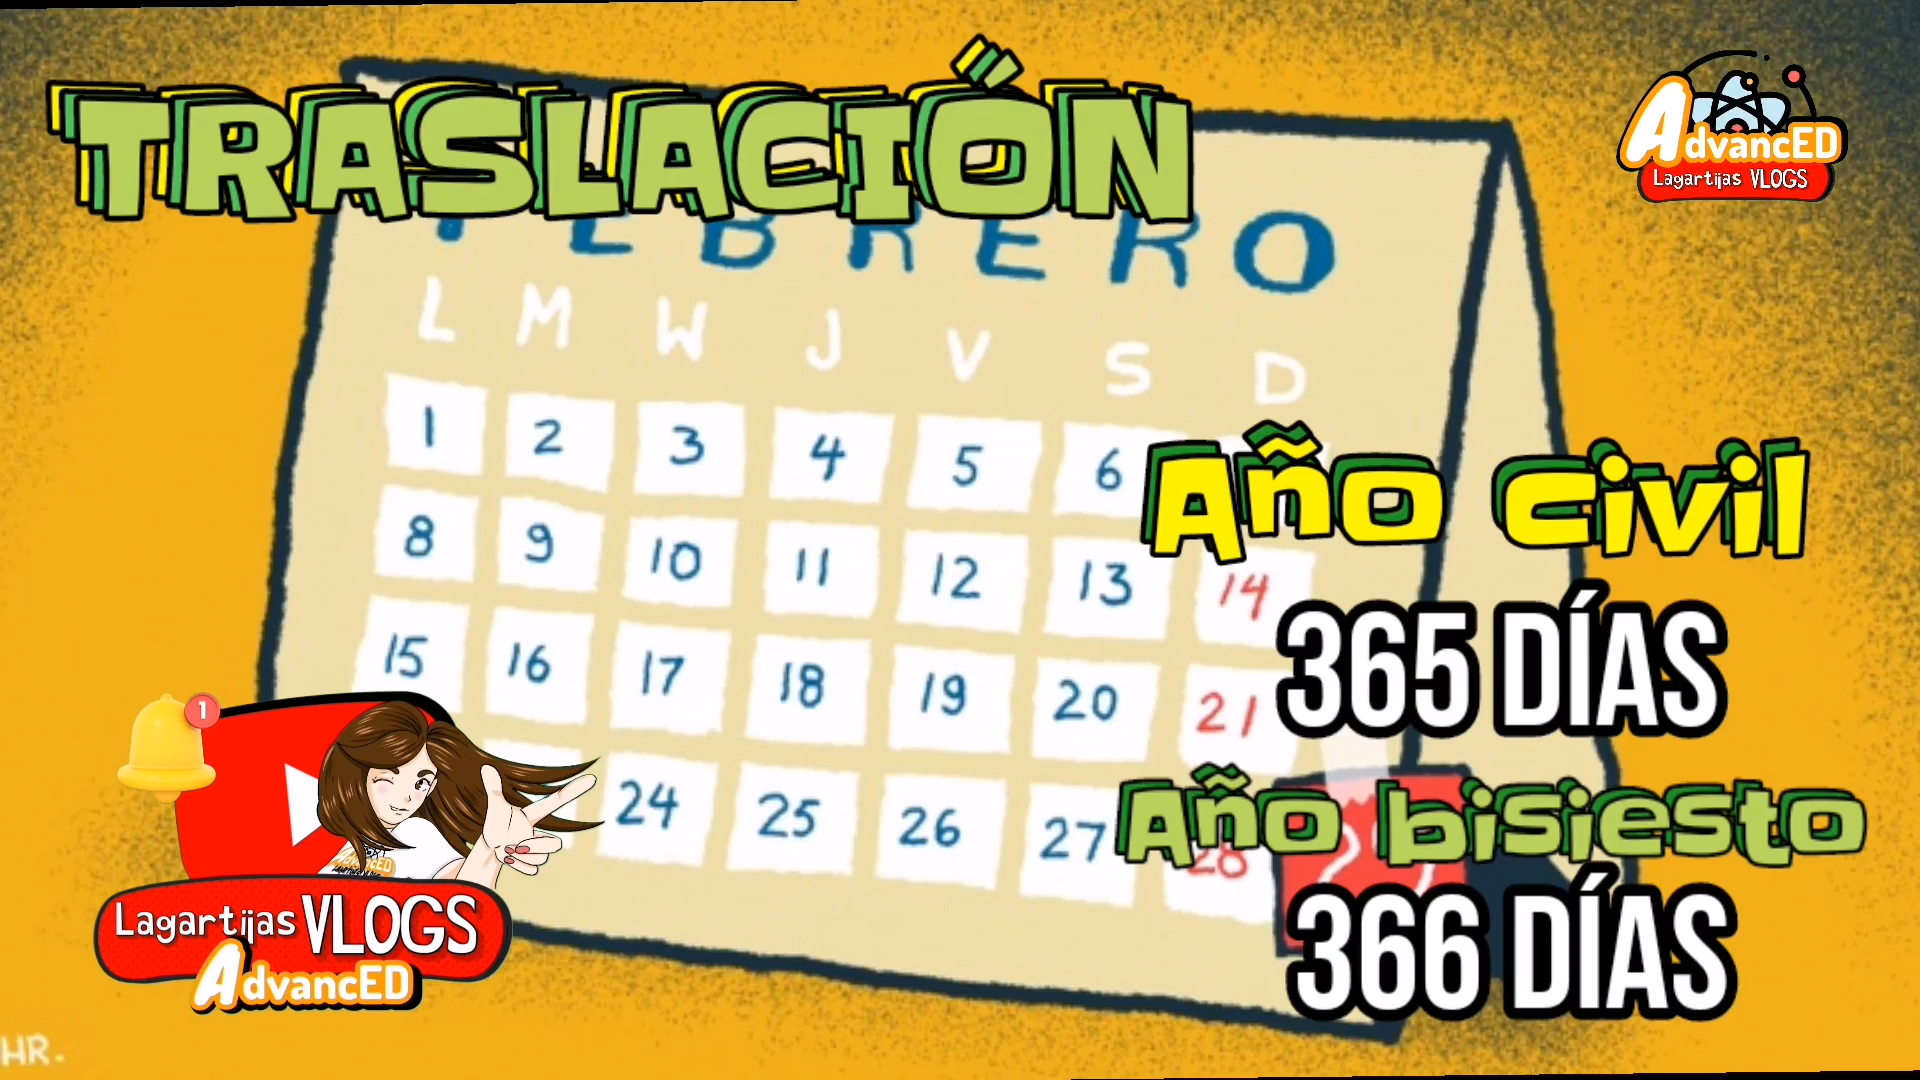 TRASLACIÓN
AdvancED
Lagartijas VLOGS
FEBRERO
L M W J V S D
1 2 3 4 5 6
8 9 10 11 12 13 14
15 16 17 18 19 20 21
24 25 26 27 28
Año civil
365 DÍAS
Año bisiesto
366 DÍAS
1
AdvancED
Lagartijas VLOGS
AdvancED
HR.